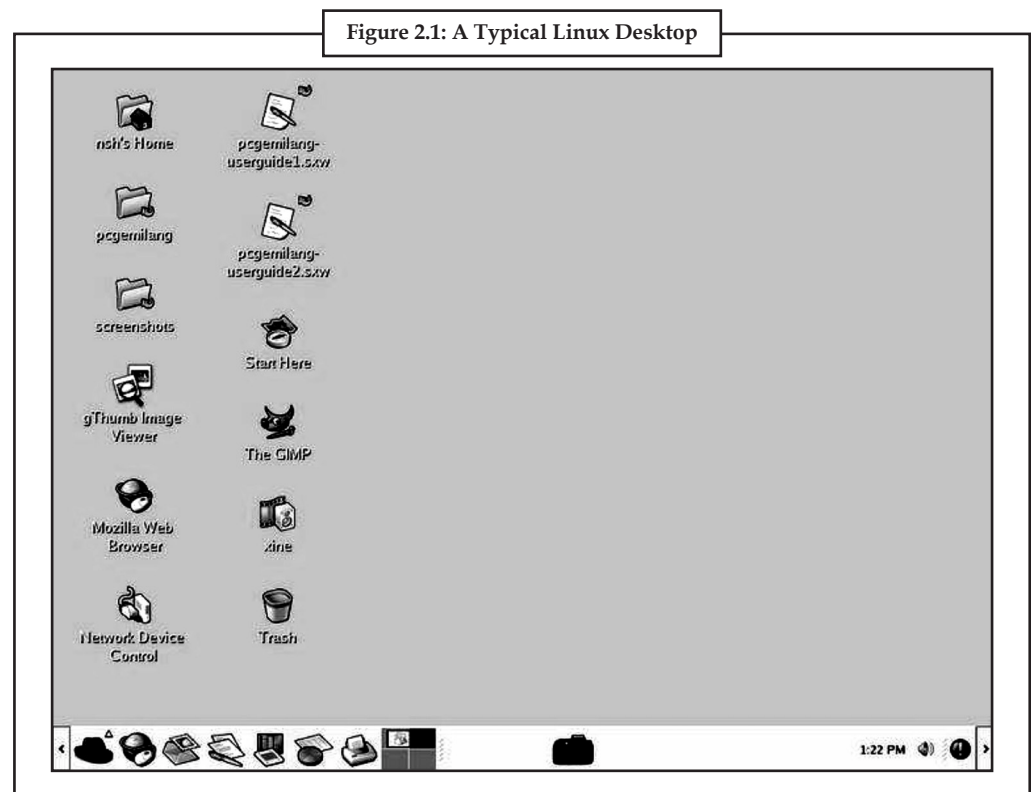 Figure 2.1: A Typical Linux Desktop
nsh's Home
pcgemilang
screenshots
gThumb Image
Viewer
Mozilla Web
Browser
Network Device
Control
pcgemilang-
userguide1.sxw
pcgemilang-
userguide2.sxw
Start Here
The GIMP
xine
Trash
1:22 PM